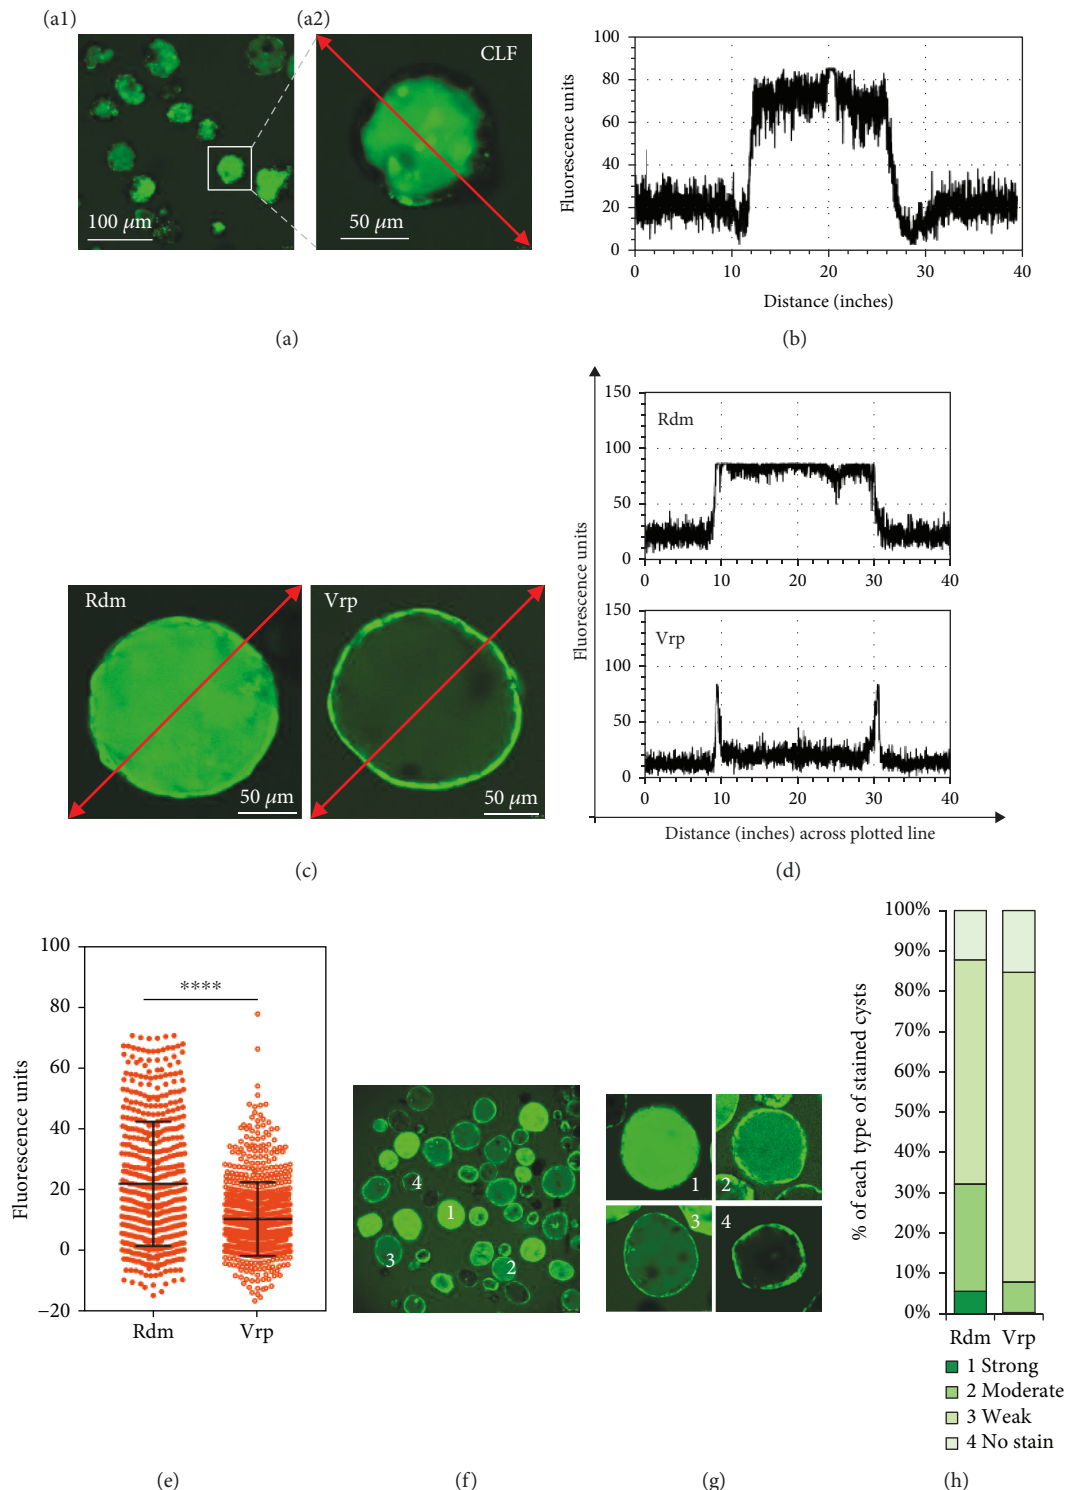 (a1)
(a2)
CLF
100 μm
50 μm
(a)
Fluorescence units
100
80
60
40
20
0
0 10 20 30 40
Distance (inches)
(b)
Rdm
50 μm
Vrp
50 μm
(c)
Fluorescence units
150
Rdm
100
50
0
0 10 20 30 40
150
Vrp
100
50
0
0 10 20 30 40
Distance (inches) across plotted line
(d)
Fluorescence units
100
80
60
40
20
0
−20
****
Rdm Vrp
(e)
4
1
3
2
(f)
1
2
3
4
(g)
% of each type of stained cysts
100%
90%
80%
70%
60%
50%
40%
30%
20%
10%
0%
Rdm Vrp
1 Strong
2 Moderate
3 Weak
4 No stain
(h)